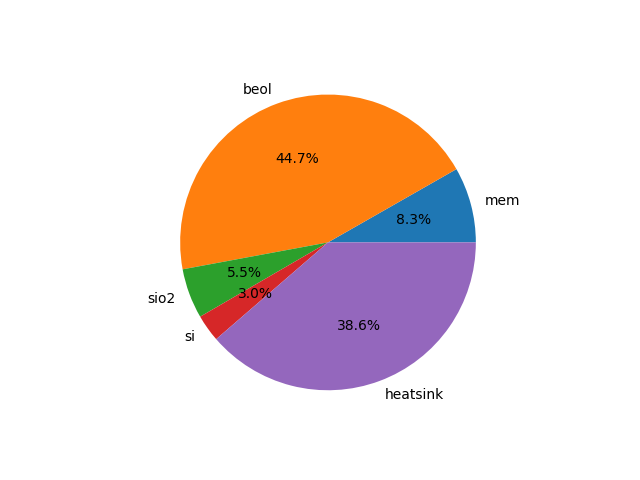 beol
44.7%
mem
8.3%
5.5%
3.0%
sio2
38.6%
si
heatsink